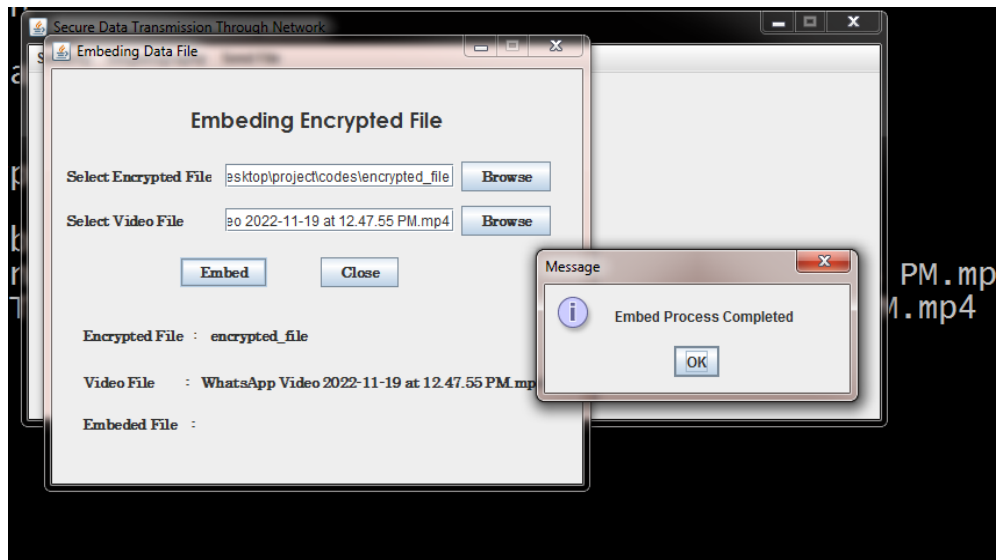 Secure Data Transmission Through Network
Embeding Data File
Embeding Encrypted File
Select Encrypted File esktop\project\codes\encrypted_file Browse
Select Video File eo 2022-11-19 at 12.47.55 PM.mp4 Browse
Embed Close
Message
Embed Process Completed
OK
PM.mp
M.mp4
Encrypted File : encrypted_file
Video File : WhatsApp Video 2022-11-19 at 12.47.55 PM.mp
Embeded File :